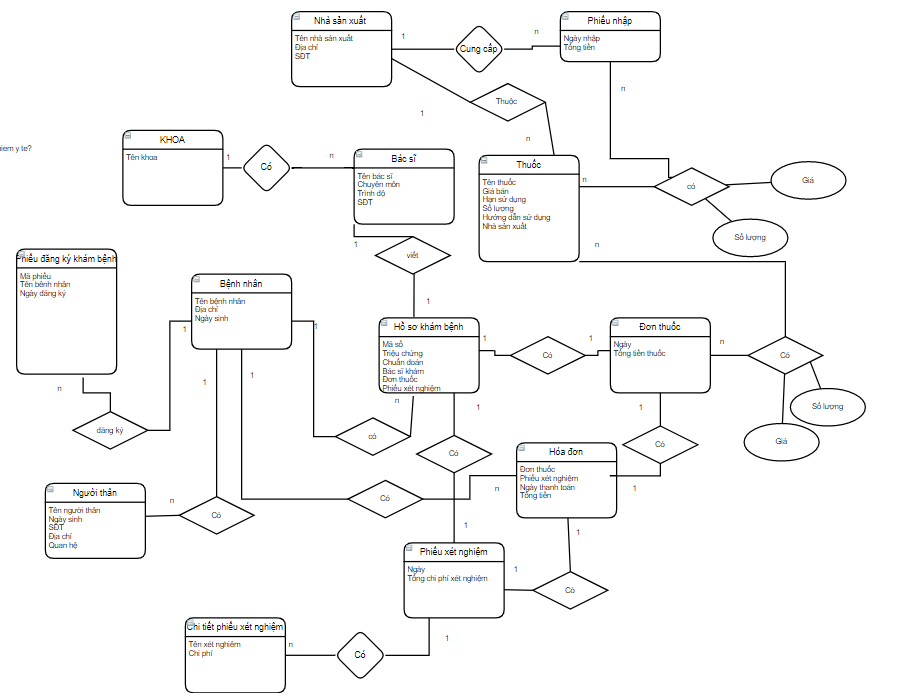 Nhà sản xuất
Tên nhà sản xuất
Địa chỉ
SĐT
1
Cung cấp
n
Phiếu nhập
Ngày nhập
Tổng tiền
n
1
Thuộc
n
iem y te?
KHOA
Tên khoa
1
Có
n
Bác sĩ
Tên bác sĩ
Chuyên môn
Trình độ
SĐT
Thuốc
Tên thuốc
Giá bán
Hạn sử dụng
Số lượng
Hướng dẫn sử dụng
Nhà sản xuất
n
có
Giá
Số lượng
n
1
viết
1
Phiếu đăng ký khám bệnh
Mã phiếu
Tên bệnh nhân
Ngày đăng ký
n
đăng ký
1
Bệnh nhân
Tên bệnh nhân
Địa chỉ
Ngày sinh
1
1
1
Hồ sơ khám bệnh
Mã số
Triệu chứng
Chuẩn đoán
Bác sĩ khám
Đơn thuốc
Phiếu xét nghiệm
1
Có
1
Đơn thuốc
Ngày
Tổng tiền thuốc
n
Có
Số lượng
Giá
n
có
1
Có
1
1
Có
1
Hóa đơn
Đơn thuốc
Phiếu xét nghiệm
Ngày thanh toán
Tổng tiền
n
Có
Người thân
Tên người thân
Ngày sinh
SĐT
Địa chỉ
Quan hệ
n
Có
Phiếu xét nghiệm
Ngày
Tổng chi phí xét nghiệm
1
Có
1
Chi tiết phiếu xét nghiệm
Tên xét nghiệm
Chi phí
n
Có
1